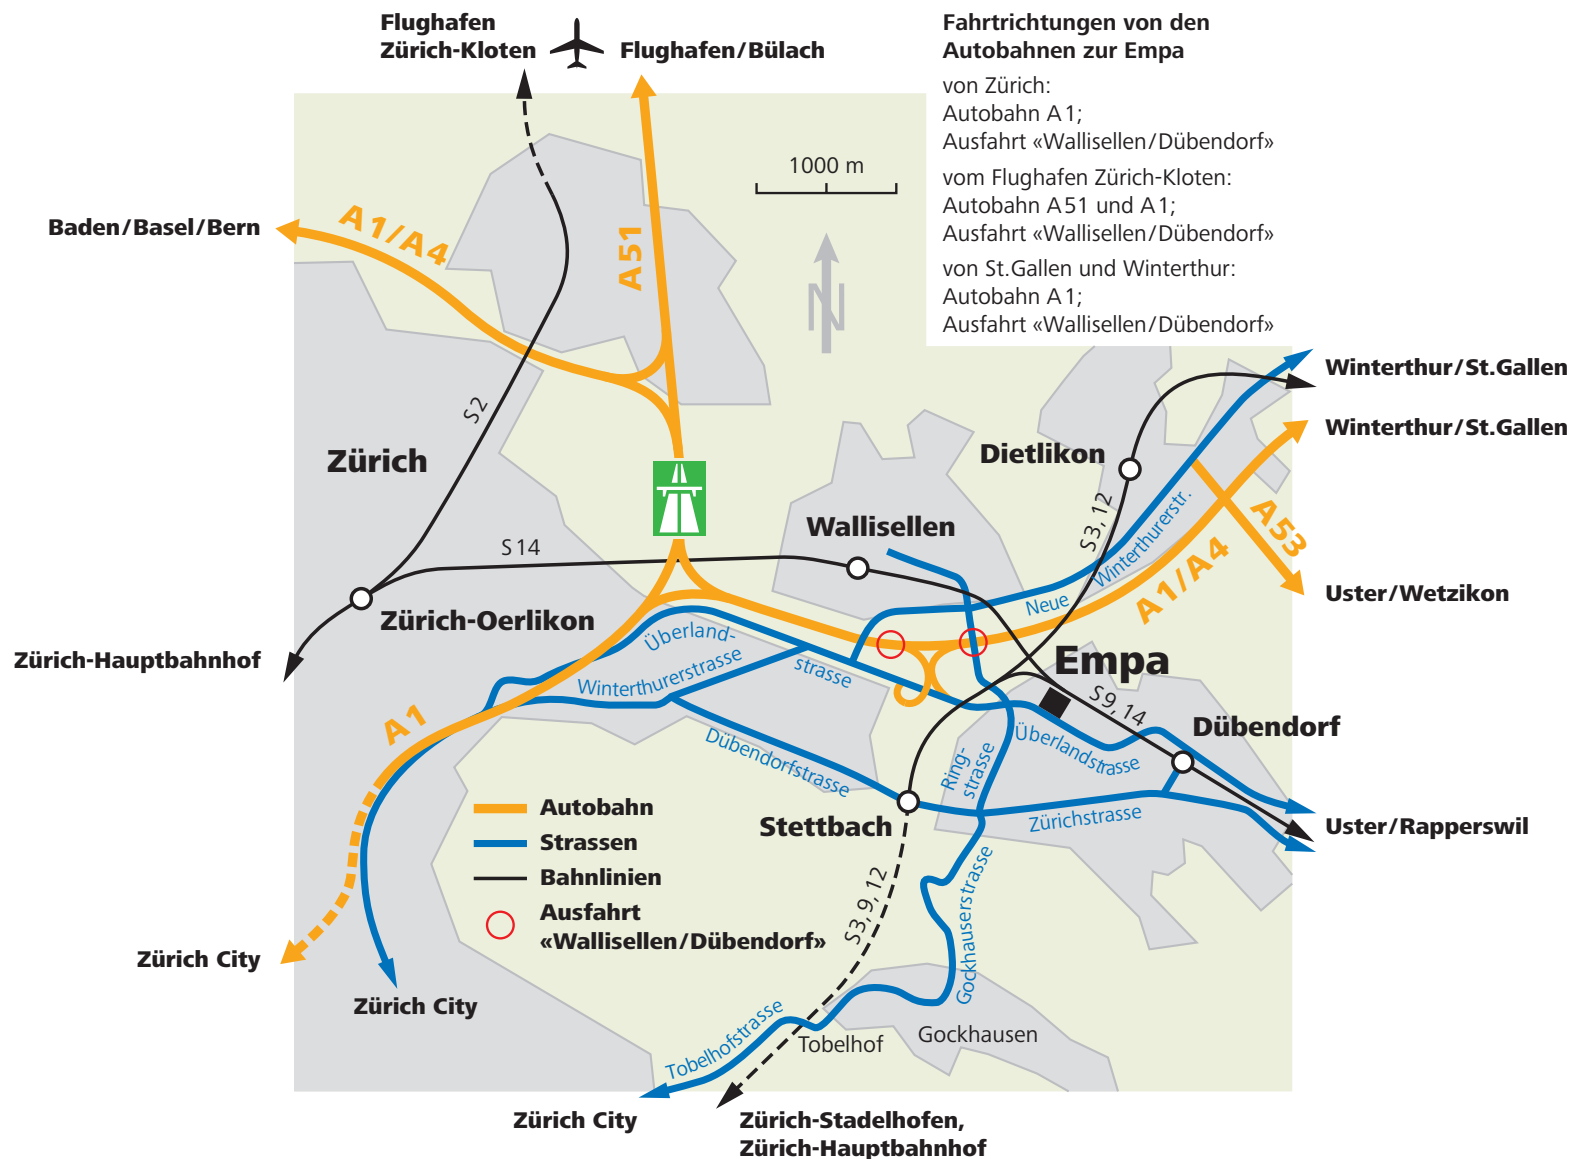 Flughafen
Zürich-Kloten
Flughafen/Bülach
Fahrtrichtungen von den
Autobahnen zur Empa
von Zürich:
Autobahn A1;
Ausfahrt «Wallisellen/Dübendorf»
vom Flughafen Zürich-Kloten:
Autobahn A51 und A1;
Ausfahrt «Wallisellen/Dübendorf»
von St.Gallen und Winterthur:
Autobahn A1;
Ausfahrt «Wallisellen/Dübendorf»
1000 m
N
Baden/Basel/Bern
A1/A4
A51
Winterthur/St.Gallen
Winterthur/St.Gallen
S2
Zürich
Dietlikon
S3, 12
Winterthurerstr.
Neue
A53
A1/A4
Wallisellen
S14
Uster/Wetzikon
Zürich-Oerlikon
Zürich-Hauptbahnhof
Überland-
strasse
Winterthurerstrasse
Empa
S9, 14
Dübendorf
A1
Dübendorfstrasse
Ring-
strasse
Überlandstrasse
Zürichstrasse
Stettbach
Uster/Rapperswil
Autobahn
Strassen
Bahnlinien
Ausfahrt
«Wallisellen/Dübendorf»
S3, 9, 12
Gockhauserstrasse
Zürich City
Zürich City
Tobelhofstrasse
Tobelhof
Gockhausen
Zürich City
Zürich-Stadelhofen,
Zürich-Hauptbahnhof